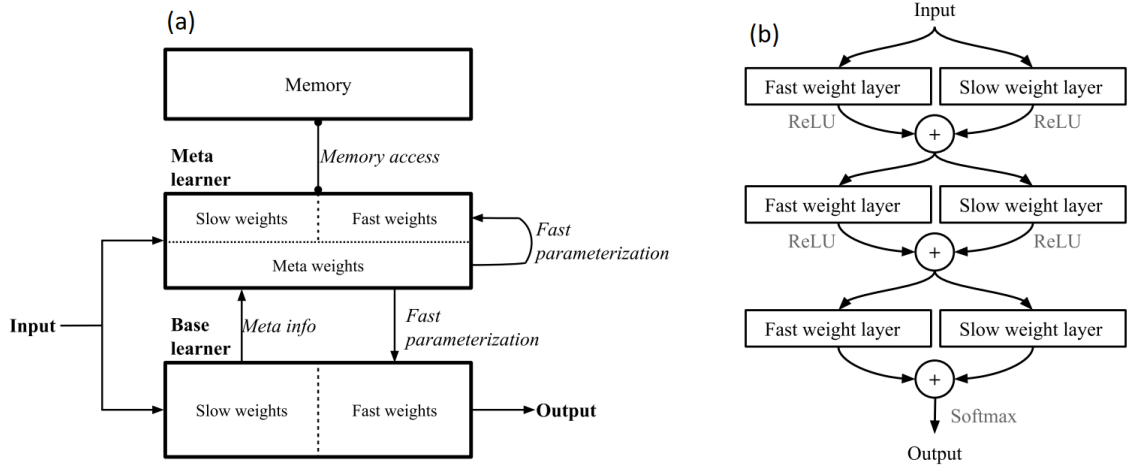 (a)
Memory
Memory access
Meta
learner
Slow weights
Fast weights
Meta weights
Fast
parameterization
Input
Base
learner
Meta info
Fast
parameterization
Slow weights
Fast weights
Output
(b)
Input
Fast weight layer
Slow weight layer
ReLU
+
ReLU
Fast weight layer
Slow weight layer
ReLU
+
ReLU
Fast weight layer
Slow weight layer
+
Softmax
Output